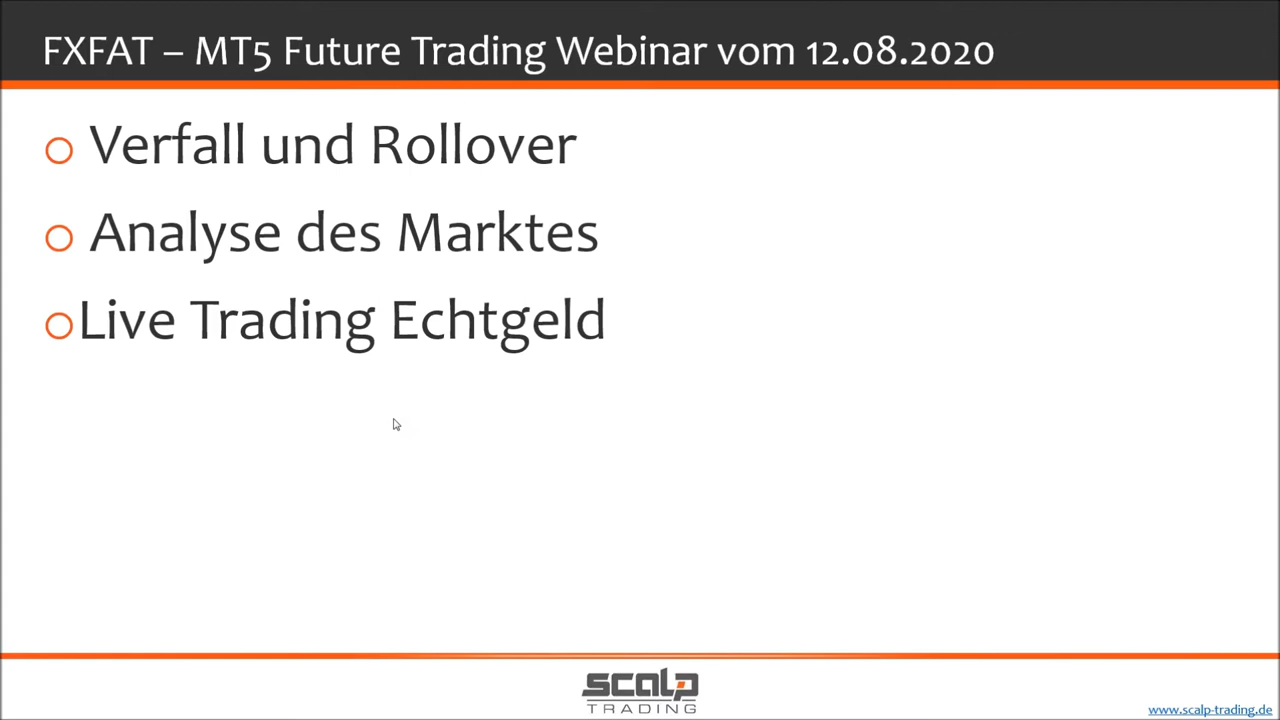 FXFAT – MT5 Future Trading Webinar vom 12.08.2020
Verfall und Rollover
Analyse des Marktes
Live Trading Echtgeld
scalp
TRADING
www.scalp-trading.de